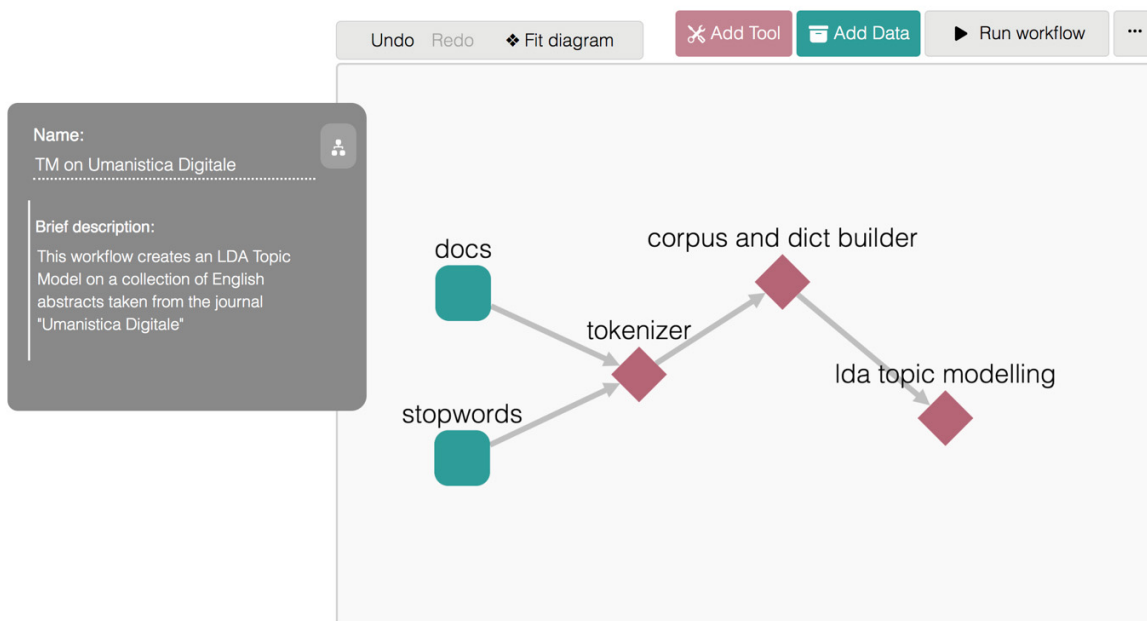 Undo Redo ❖ Fit diagram
Add Tool
Add Data
Run workflow
...
Name:
TM on Umanistica Digitale
Brief description:
This workflow creates an LDA Topic
Model on a collection of English
abstracts taken from the journal
"Umanistica Digitale"
docs
corpus and dict builder
tokenizer
lda topic modelling
stopwords